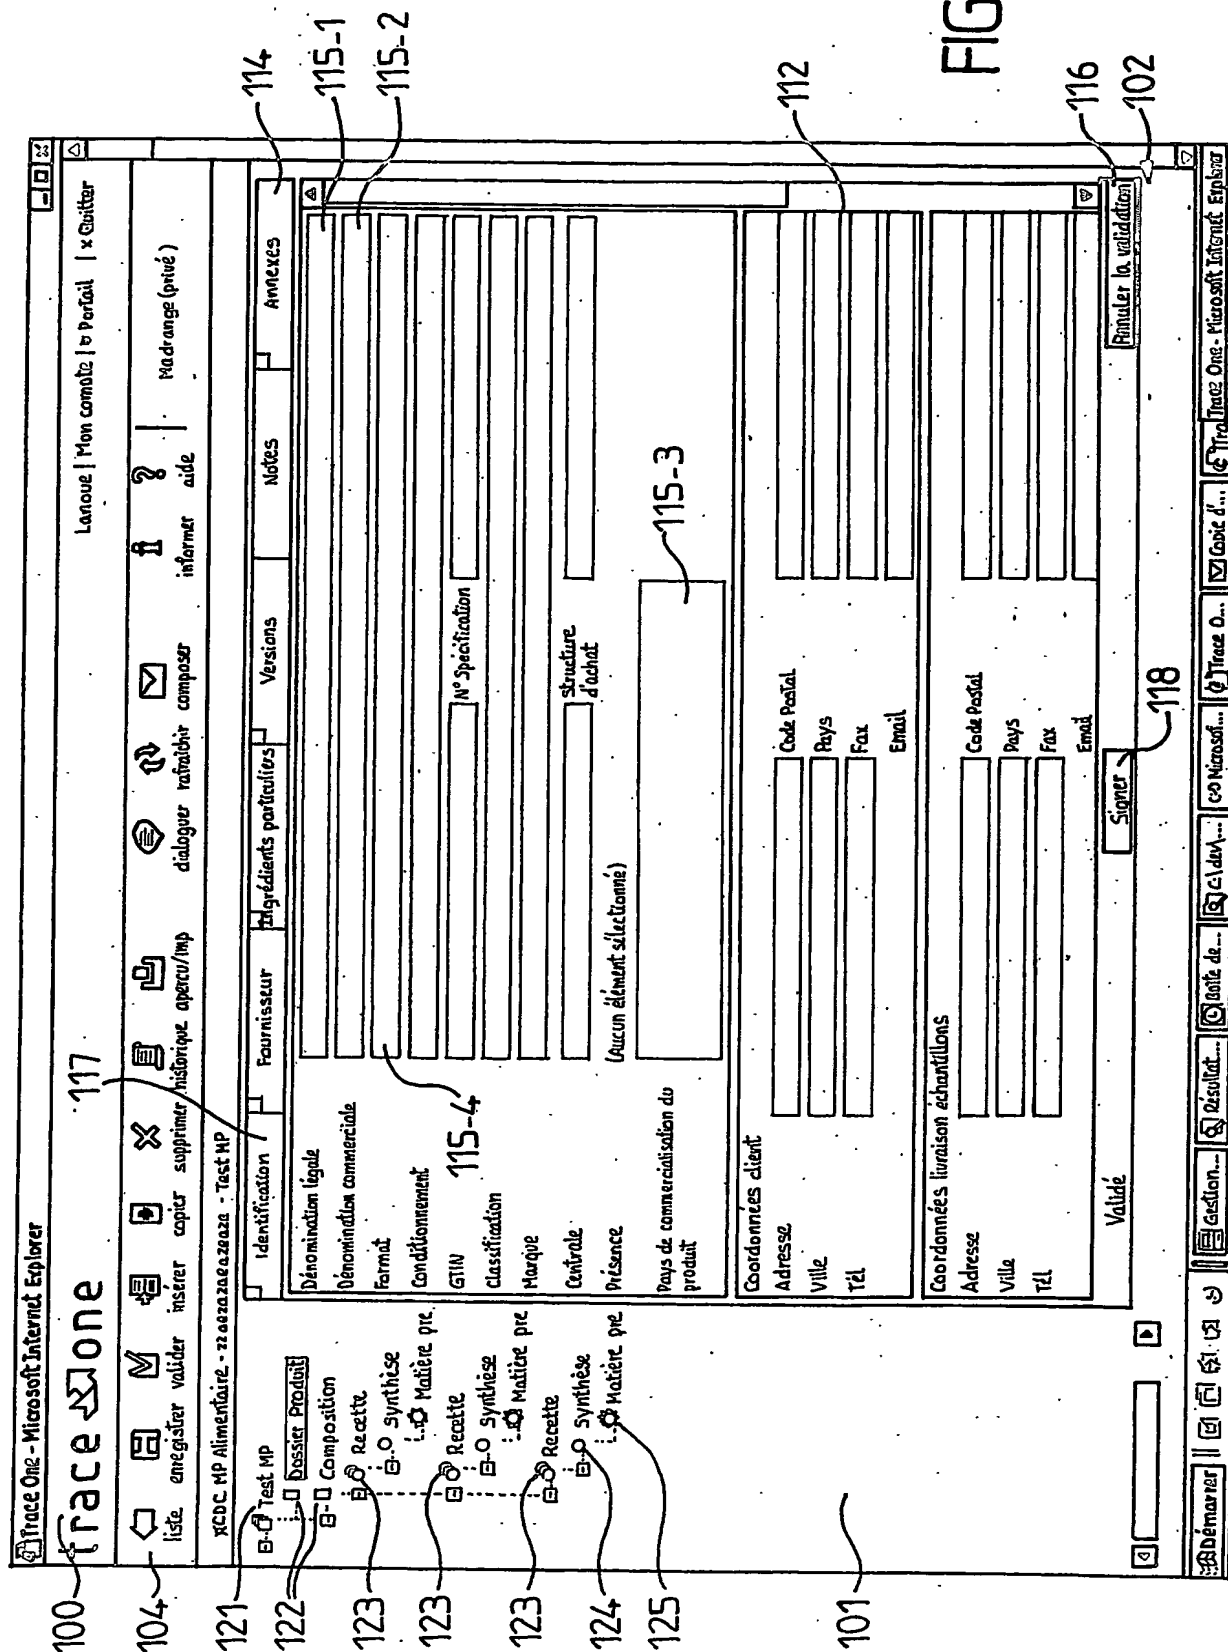 FIG
Trace One - Microsoft Internet Explorer
100
Trace One
Lanoue | Mon compte | Portail | x Quitter
104
liste enregistrer valider insérer copier supprimer historique apercu/imp dialoguer rafraîchir composer informer aide
Madrange (privé)
CDC MP Alimentaire - - Test MP
117
114
Identification Fournisseur Ingrédients particuliers Versions Notes Annexes
121
Test MP
122
Dossier Produit
Composition
123
Recette
Synthèse
Matière pre
123
Recette
Synthèse
Matière pre
123
Recette
124
Synthèse
125
Matière pre
101
Dénomination légale
115-1
Dénomination commerciale
115-2
Format
115-4
Conditionnement
GTIN N° Spécification
Classification
Marque
Centrale Structure d'achat
Présence (Aucun élément sélectionné)
Pays de commercialisation du produit
115-3
112
Coordonnées client
Adresse Code Postal
Ville Pays
Tél Fax
Email
Coordonnées livraison échantillons
Adresse Code Postal
Ville Pays
Tél Fax
Email
Validé Signer Annuler la validation
118
116
102
Démarrer Gestion... Résultat... Boîte de... c:\dev\... Microsof... Trace O... Copie d'... Tra Trace One - Microsoft Internet Explorer